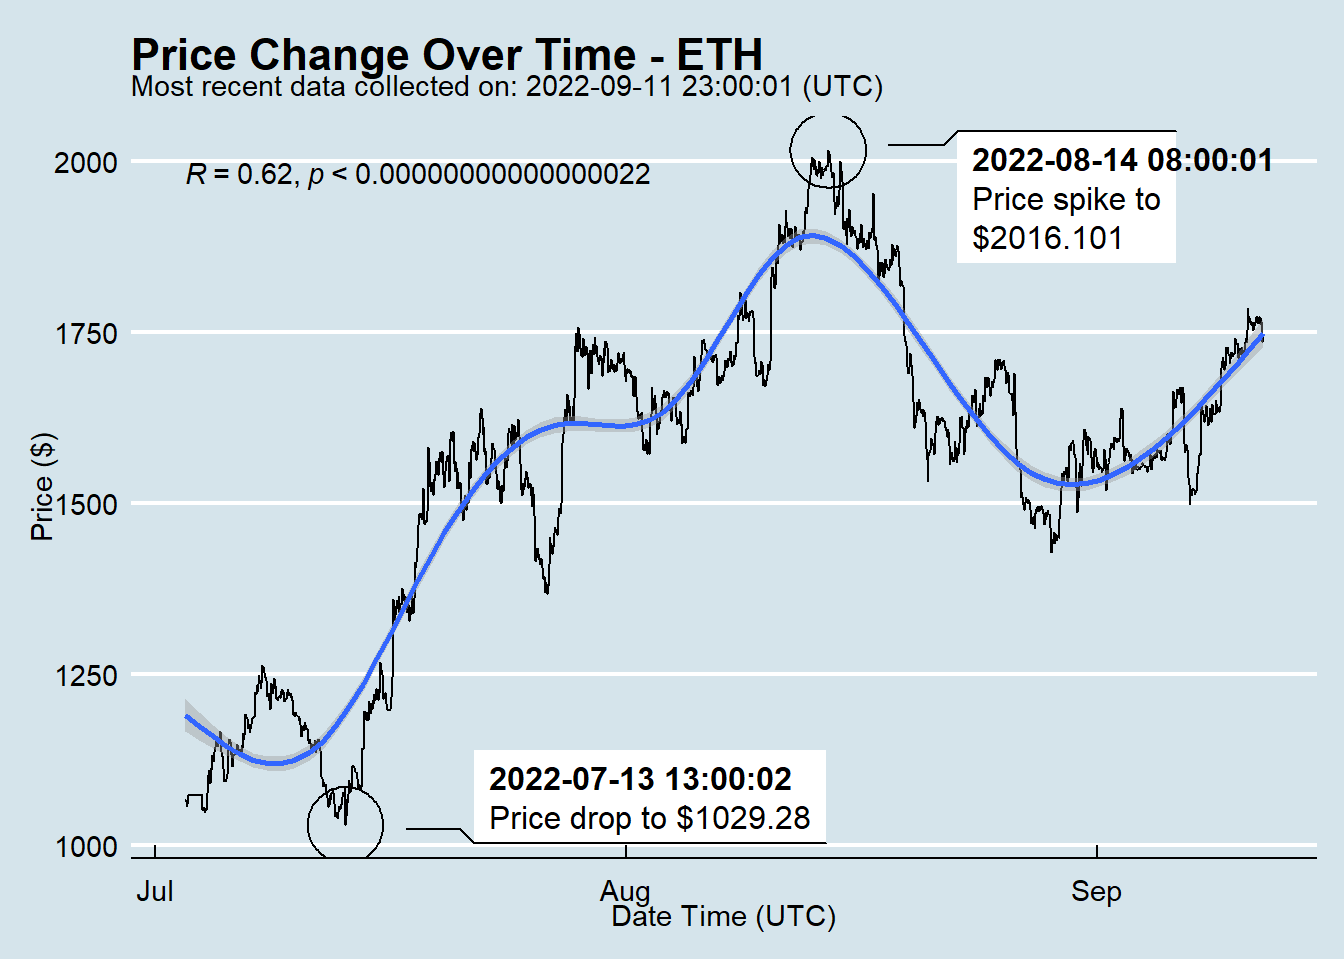 Price Change Over Time - ETH
Most recent data collected on: 2022-09-11 23:00:01 (UTC)
R = 0.62, p < 0.00000000000000022
2022-08-14 08:00:01
Price spike to
$2016.101
2022-07-13 13:00:02
Price drop to $1029.28
Price ($)
2000
1750
1500
1250
1000
Jul
Aug
Sep
Date Time (UTC)